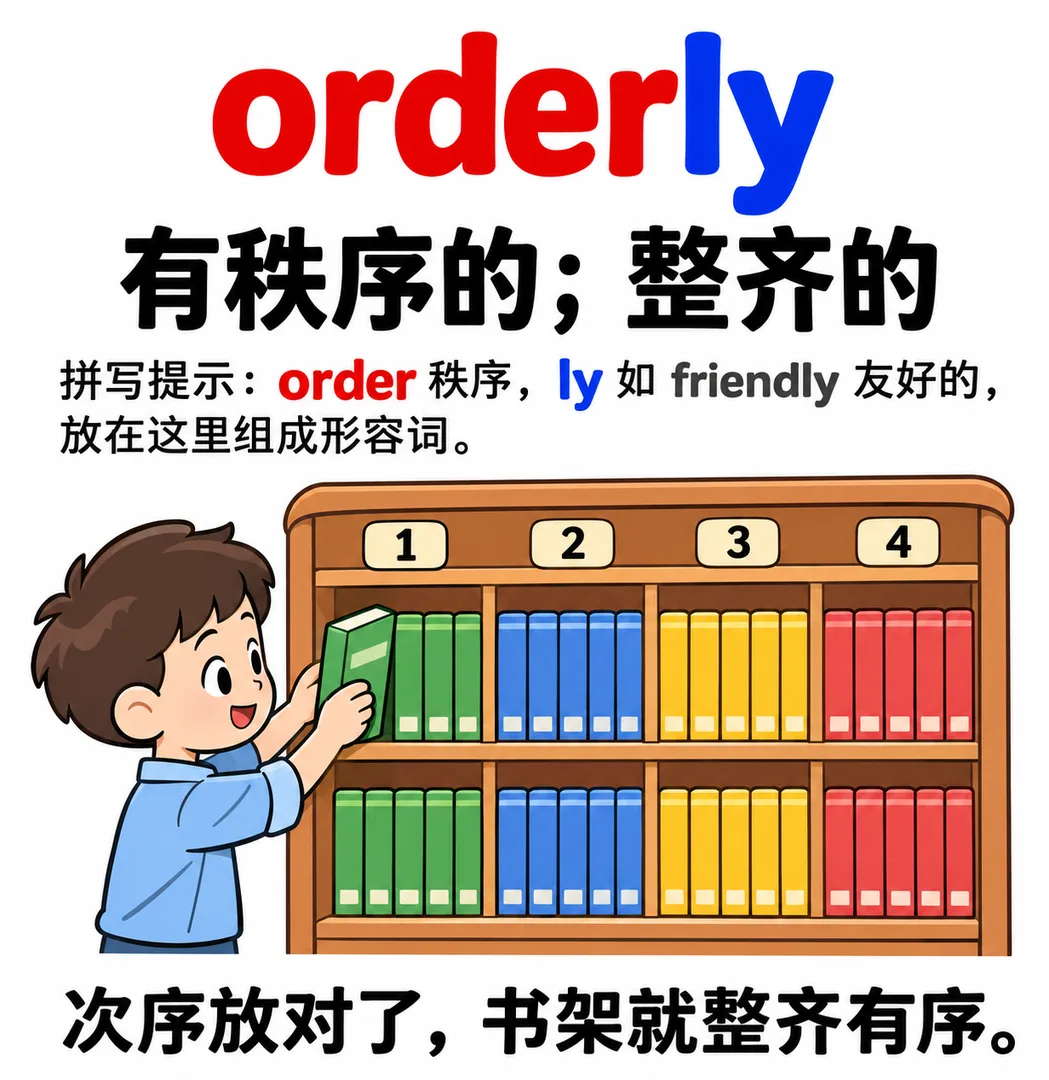 orderly
有秩序的；整齐的
拼写提示：order 秩序，ly 如 friendly 友好的，
放在这里组成形容词。
1 2 3 4
次序放对了，书架就整齐有序。